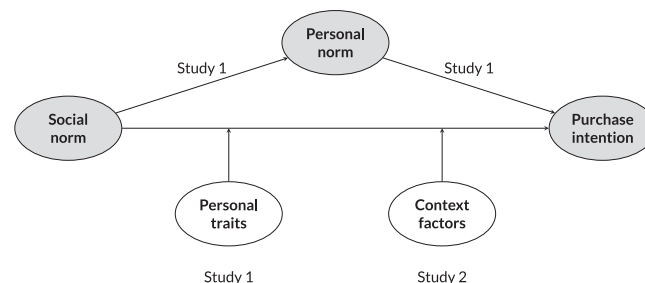 Personal
norm
Study 1
Study 1
Social
norm
Purchase
intention
Personal
traits
Context
factors
Study 1
Study 2